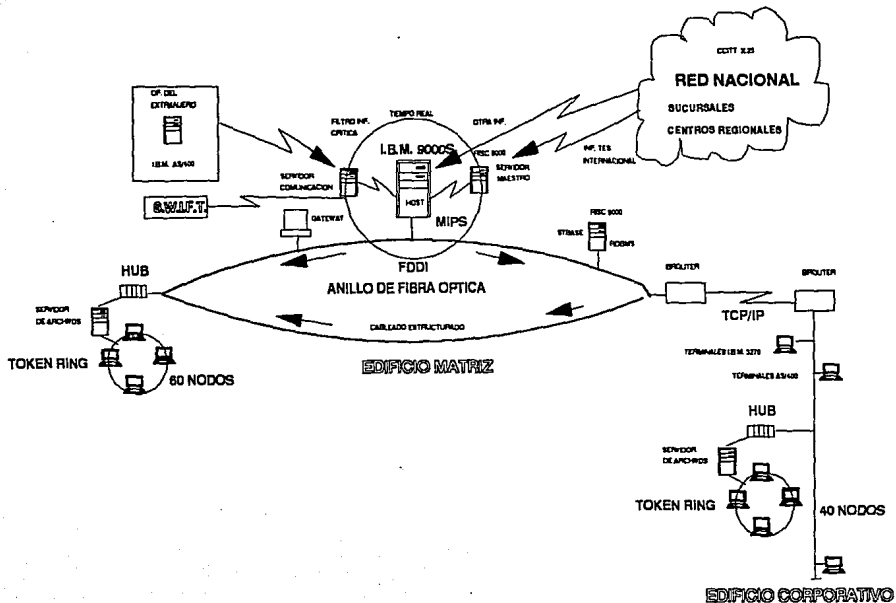 CCITT X.25
RED NACIONAL
SUCURSALES
CENTROS REGIONALES
OF. DEL
EXTRANJERO
I.B.M. AS/400
FILTRO INF.
CRITICA
TIEMPO REAL
OTRA INF.
I.B.M. 9000S
RISC 6000
SERVIDOR
MAESTRO
INF. TES
INTERNACIONAL
SERVIDOR
COMUNICACION
HOST
S.W.I.F.T.
GATEWAY
MIPS
RISC 6000
SYBASE
RDBMS
FDDI
ANILLO DE FIBRA OPTICA
CABLEADO ESTRUCTURADO
EDIFICIO MATRIZ
HUB
SERVIDOR
DE ARCHIVOS
TOKEN RING
60 NODOS
BROUTER
BROUTER
TCP/IP
TERMINALES I.B.M. 3270
TERMINALES AS/400
HUB
SERVIDOR
DE ARCHIVOS
TOKEN RING
40 NODOS
EDIFICIO CORPORATIVO